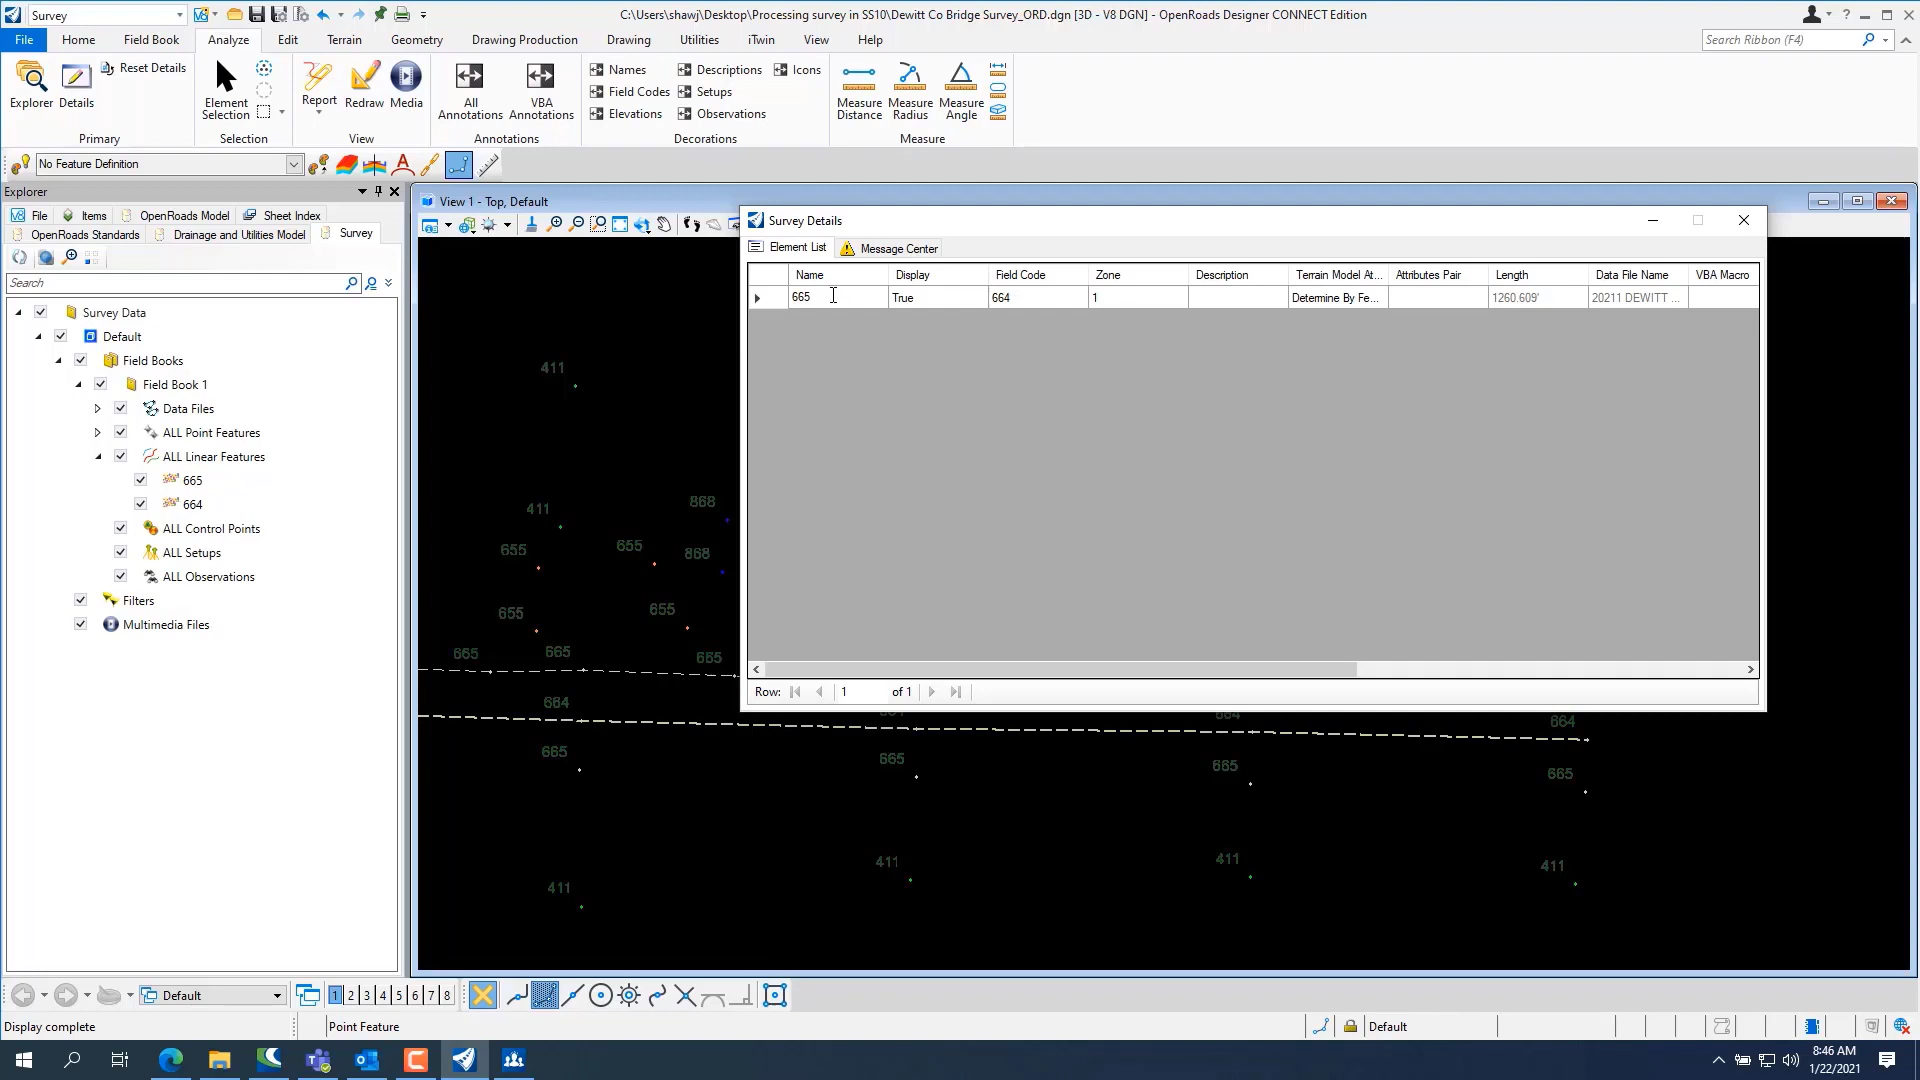 Survey
C:\Users\shawj\Desktop\Processing survey in SS10\Dewitt Co Bridge Survey_ORD.dgn [3D - V8 DGN] - OpenRoads Designer CONNECT Edition
File Home Field Book Analyze Edit Terrain Geometry Drawing Production Drawing Utilities iTwin View Help
Search Ribbon (F4)
Explorer Details Reset Details
Primary
Element Selection
Selection
Report Redraw Media
View
All Annotations VBA Annotations
Annotations
Names Descriptions Icons
Field Codes Setups
Elevations Observations
Decorations
Measure Distance Measure Radius Measure Angle
Measure
No Feature Definition
Explorer
File Items OpenRoads Model Sheet Index
OpenRoads Standards Drainage and Utilities Model Survey
Search
Survey Data
Default
Field Books
Field Book 1
Data Files
ALL Point Features
ALL Linear Features
665
664
ALL Control Points
ALL Setups
ALL Observations
Filters
Multimedia Files
View 1 - Top, Default
Survey Details
Element List Message Center
Name Display Field Code Zone Description Terrain Model At... Attributes Pair Length Data File Name VBA Macro
665 True 664 1 Determine By Fe... 1260.609' 20211 DEWITT ...
Row: 1 of 1
411
411 868
655 655 868
655 655
665 665 665
664 664 664
665 665 665 665
411 411 411
411
Default
1 2 3 4 5 6 7 8
Display complete
Point Feature
Default
8:46 AM
1/22/2021